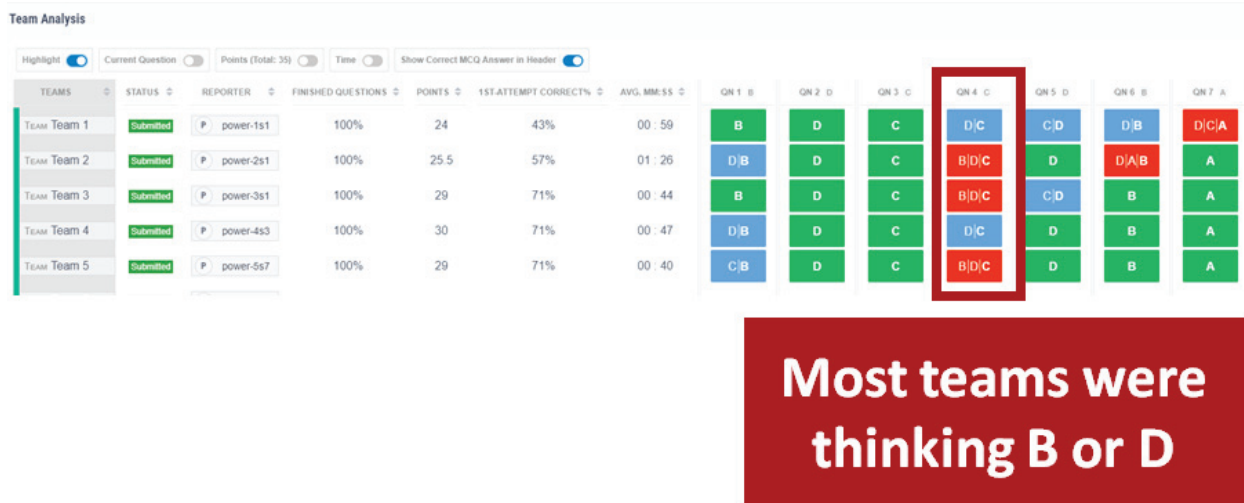 Team Analysis
Highlight Current Question Points (Total: 35) Time Show Correct MCQ Answer in Header
TEAMS STATUS REPORTER FINISHED QUESTIONS POINTS 1ST-ATTEMPT CORRECT% AVG. MM:SS QN 1 B QN 2 D QN 3 C QN 4 C QN 5 D QN 6 B QN 7 A
TEAM Team 1 Submitted P power-1s1 100% 24 43% 00 : 59 B D C D|C C|D D|B D|C|A
TEAM Team 2 Submitted P power-2s1 100% 25.5 57% 01 : 26 D|B D C B|D|C D D|A|B A
TEAM Team 3 Submitted P power-3s1 100% 29 71% 00 : 44 B D C B|D|C C|D B A
TEAM Team 4 Submitted P power-4s3 100% 30 71% 00 : 47 D|B D C D|C D B A
TEAM Team 5 Submitted P power-5s7 100% 29 71% 00 : 40 C|B D C B|D|C D B A
Most teams were
thinking B or D